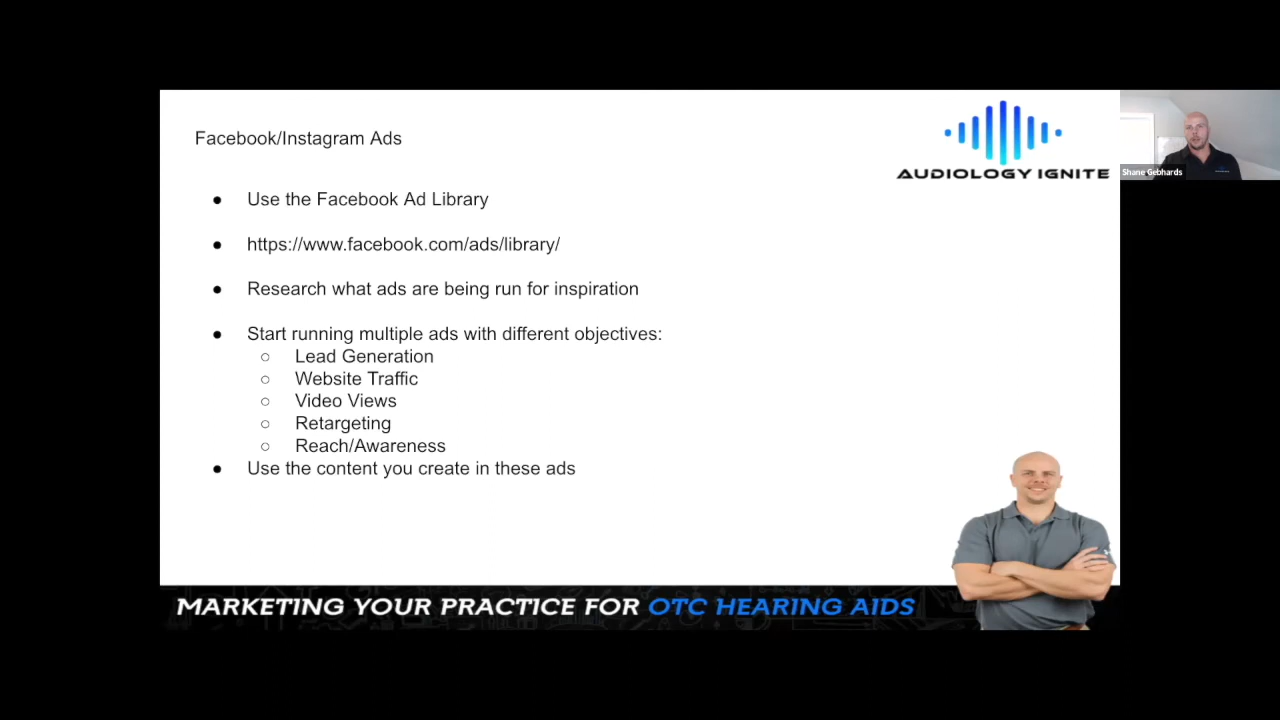 Facebook/Instagram Ads
AUDIOLOGY IGNITE
Shane Gebhards
● Use the Facebook Ad Library
● https://www.facebook.com/ads/library/
● Research what ads are being run for inspiration
● Start running multiple ads with different objectives:
○ Lead Generation
○ Website Traffic
○ Video Views
○ Retargeting
○ Reach/Awareness
● Use the content you create in these ads
MARKETING YOUR PRACTICE FOR OTC HEARING AIDS